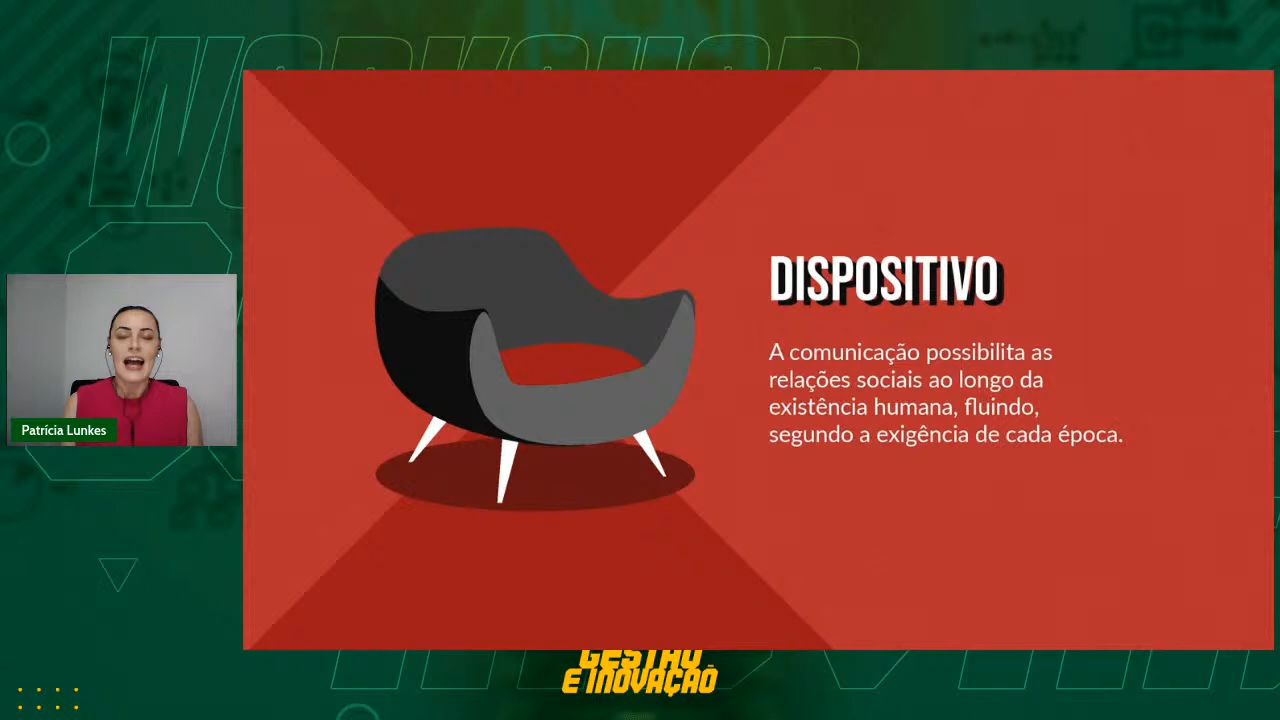 WORKSHOP
DISPOSITIVO
A comunicação possibilita as
relações sociais ao longo da
existência humana, fluindo,
segundo a exigência de cada época.
Patrícia Lunkes
GESTÃO
E INOVAÇÃO